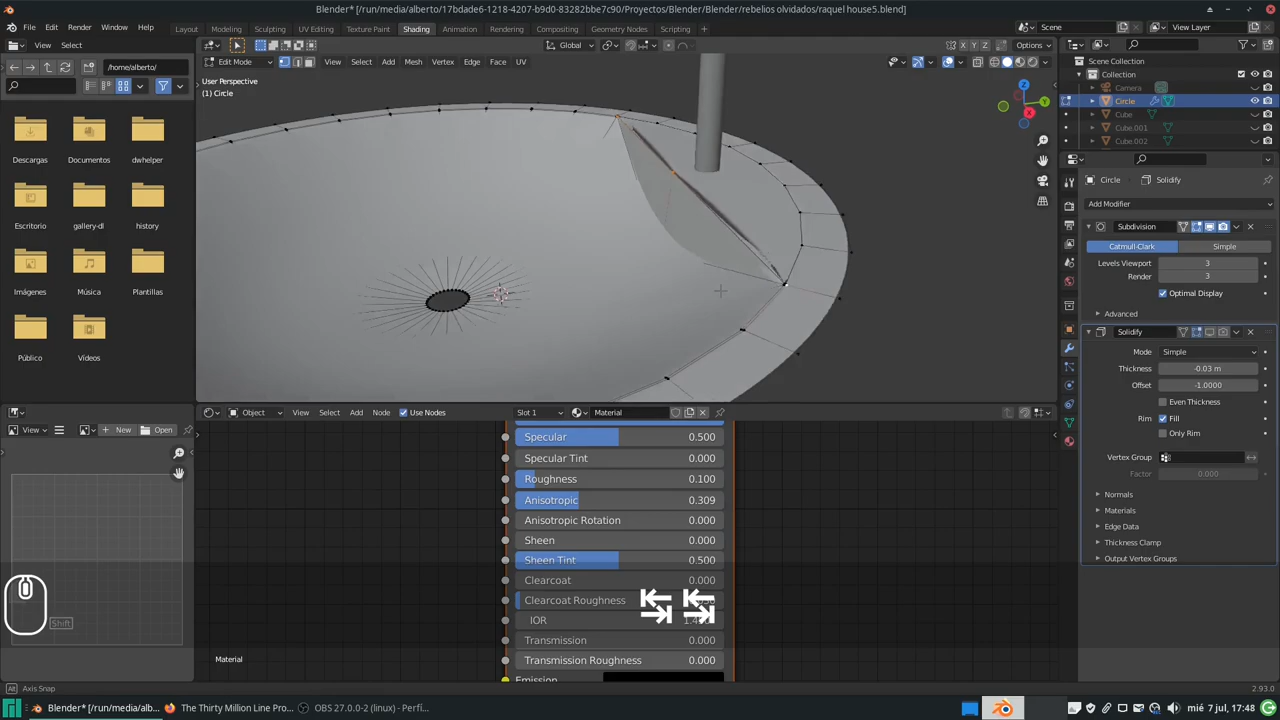 Blender* [/run/media/alberto/17bdade6-1218-4207-b9d0-83282bbe7c90/Proyectos/Blender/Blender/rebelios olvidados/raquel house5.blend]
File Edit Render Window Help Layout Modeling Sculpting UV Editing Texture Paint Shading Animation Rendering Compositing Geometry Nodes Scripting Scene View Layer
View Select Global Options
Edit Mode View Select Add Mesh Vertex Edge Face UV X Y Z
/home/alberto/
User Perspective
(1) Circle
Scene Collection
Collection
Camera
Circle
Cube
Cube.001
Cube.002
Descargas Documentos dwhelper
Escritorio gallery-dl history
Imágenes Música Plantillas
Público Vídeos
Z
Y
X
Circle Solidify
Add Modifier
Subdivision
Catmull-Clark Simple
Levels Viewport 3
Render 3
Optimal Display
Advanced
Solidify
Mode Simple
Thickness -0.03 m
Offset -1.0000
Even Thickness
Rim Fill
Only Rim
Vertex Group
Factor 0.000
Normals
Materials
Edge Data
Thickness Clamp
Output Vertex Groups
View New Open
Object View Select Add Node Use Nodes Slot 1 Material
Specular 0.500
Specular Tint 0.000
Roughness 0.100
Anisotropic 0.309
Anisotropic Rotation 0.000
Sheen 0.000
Sheen Tint 0.500
Clearcoat 0.000
Clearcoat Roughness
IOR
Transmission 0.000
Transmission Roughness 0.000
Emission
Shift
Material
Axis Snap 2.93.0
Blender* [/run/media/al... The Thirty Million Line Pro... OBS 27.0.0-2 (linux) - Perfi... mié 7 jul, 17:48